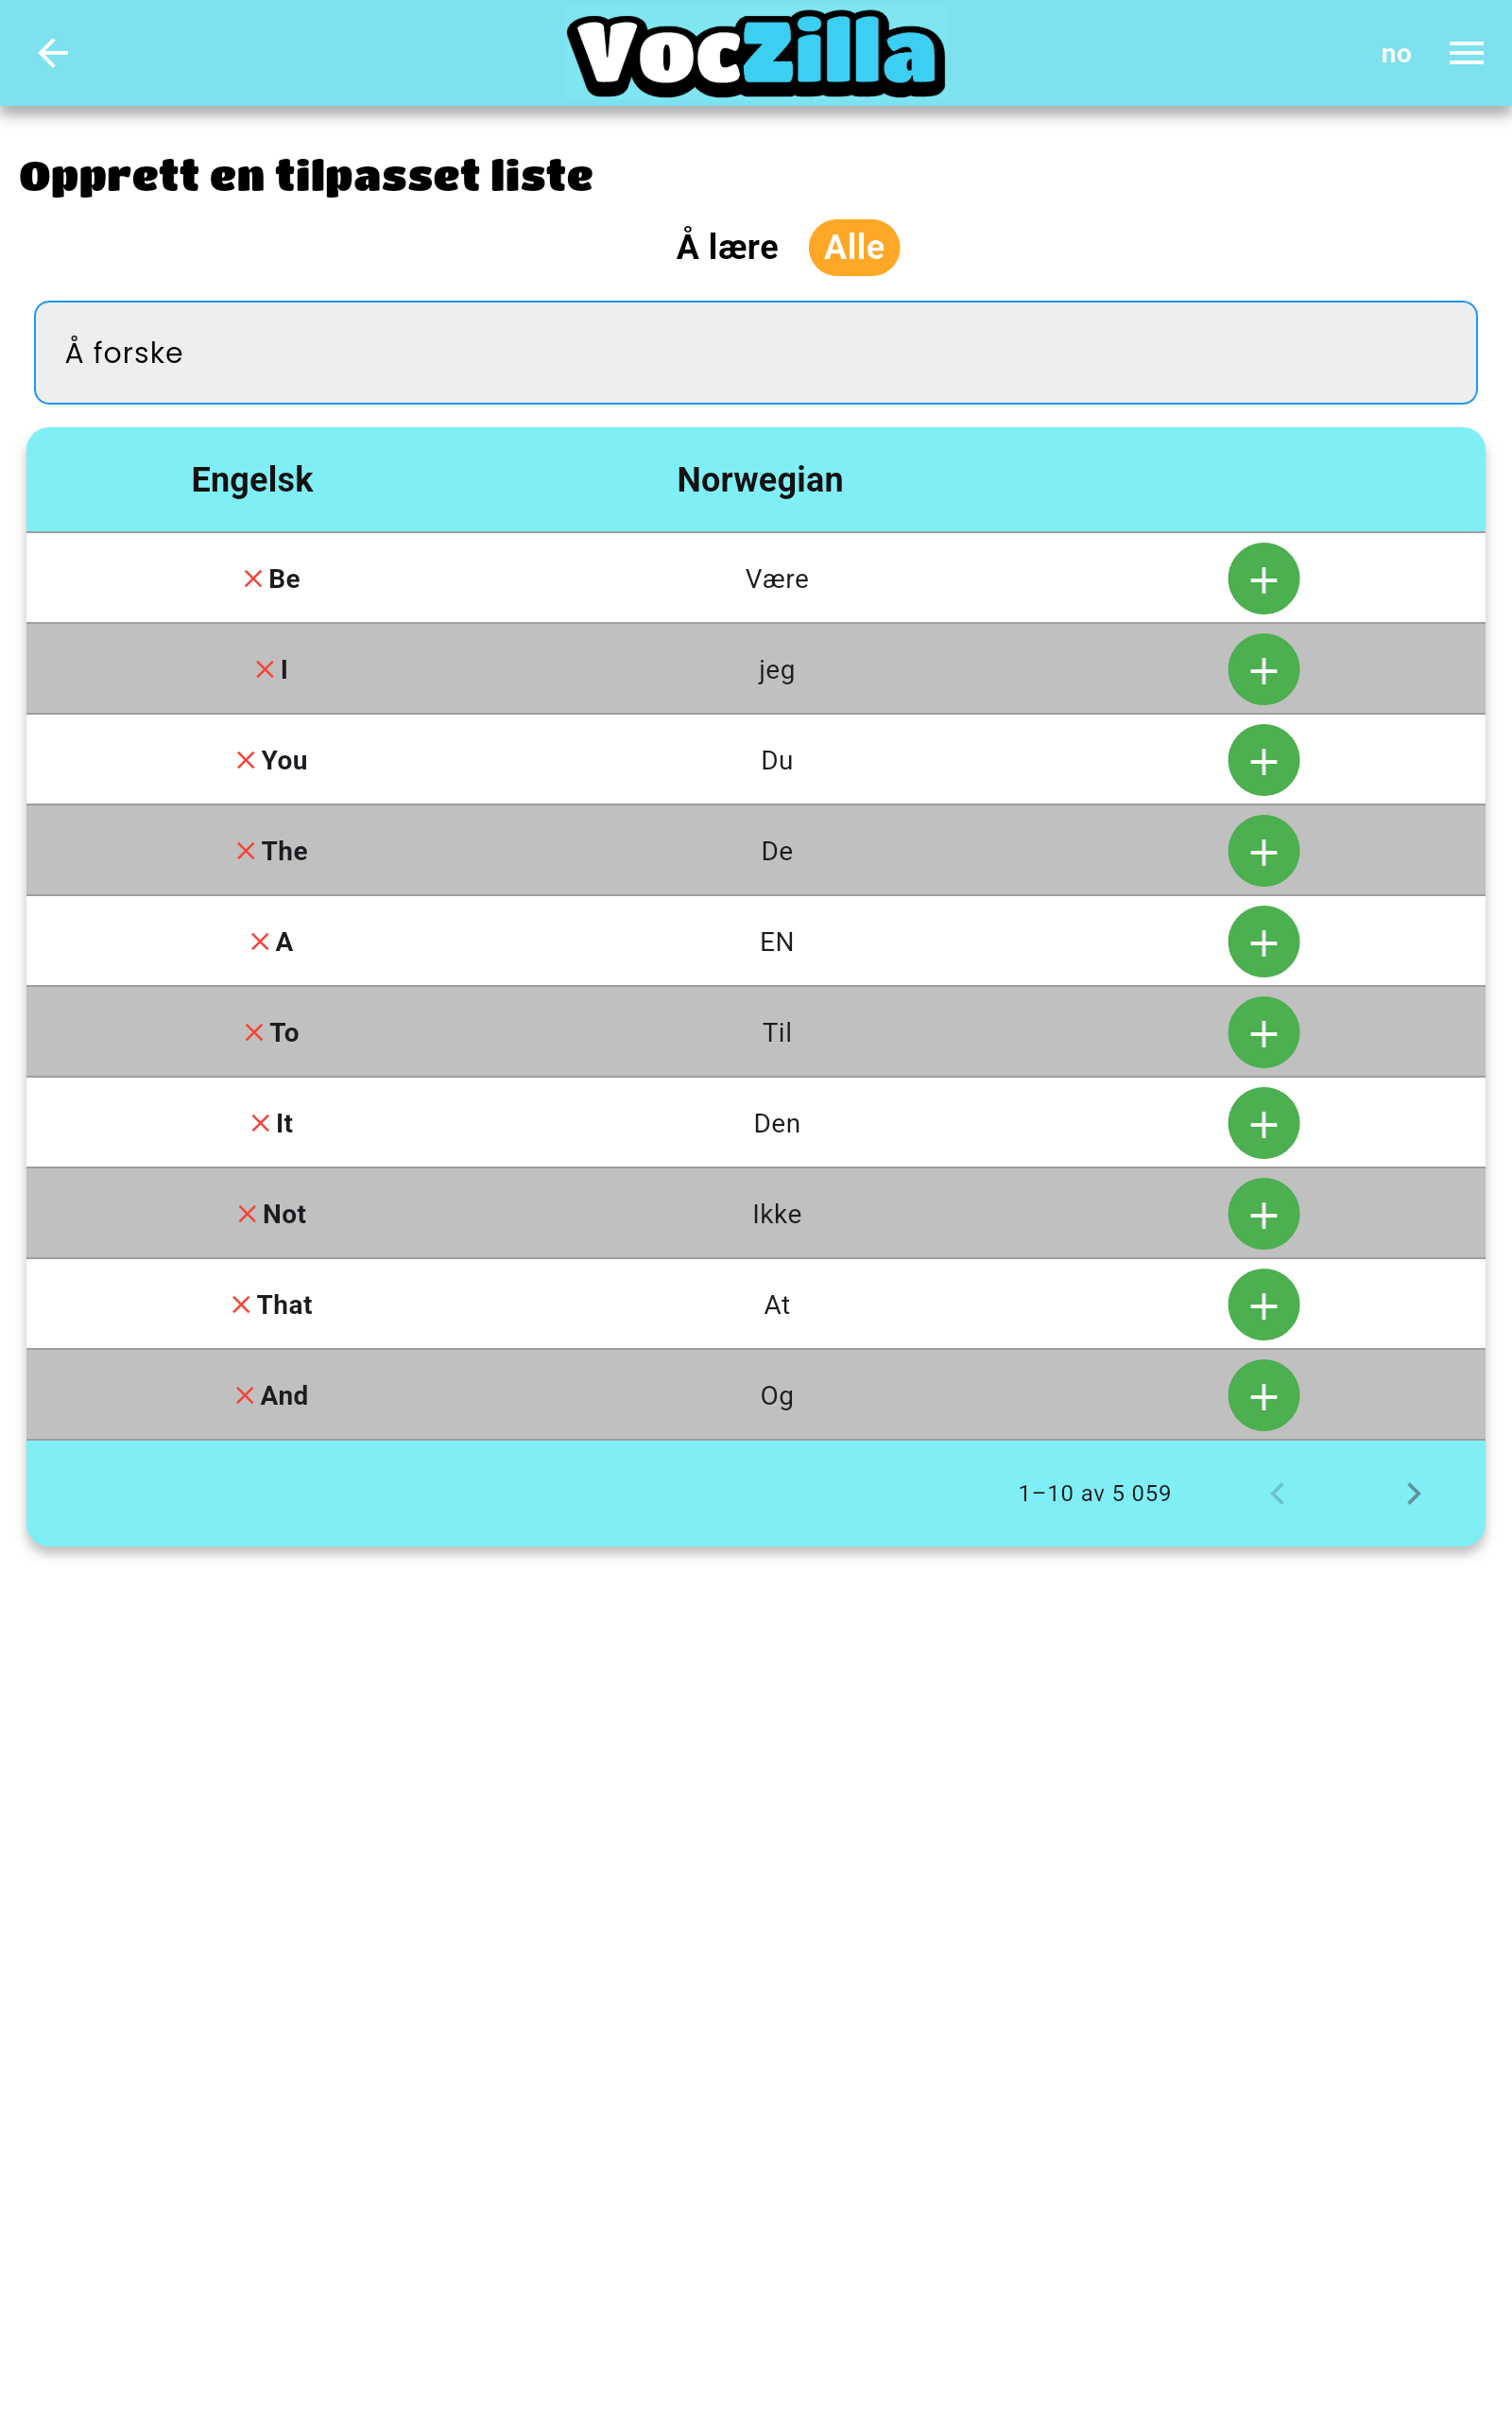 VocZilla
no
Opprett en tilpasset liste
Å lære Alle
Å forske
Engelsk Norwegian
Be Være
I jeg
You Du
The De
A EN
To Til
It Den
Not Ikke
That At
And Og
1–10 av 5 059